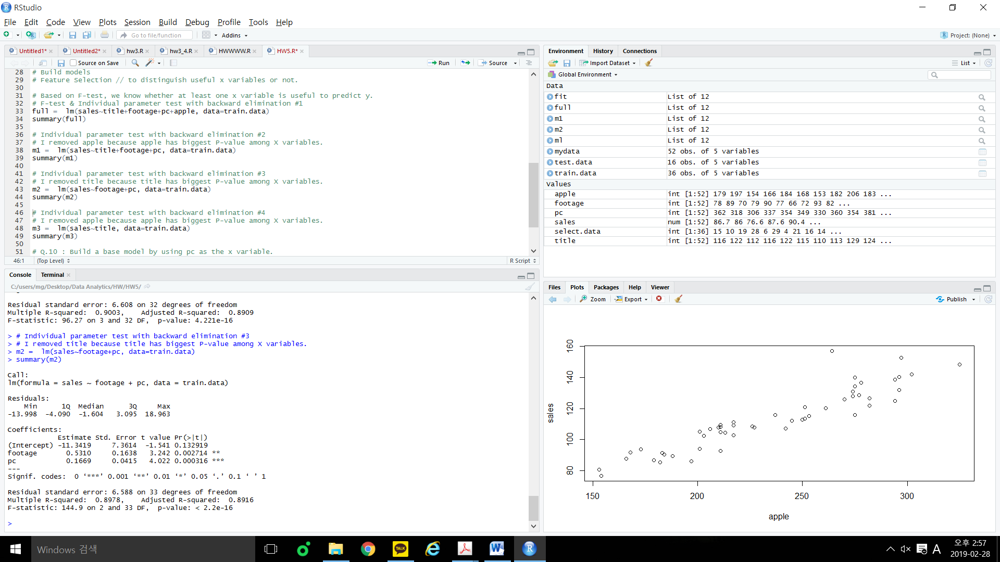 RStudio
File Edit Code View Plots Session Build Debug Profile Tools Help
Go to file/function Addins Project: (None)
Untitled1* Untitled2* hw3.R hw3_4.R HWWWW.R HW5.R*
Source on Save Run Source
28 # Build models
29 # Feature Selection // to distinguish useful x variables or not.
30
31 # Based on F-test, we know whether at least one x variable is useful to predict y.
32 # F-test & Individual parameter test with backward elimination #1
33 full =  lm(sales~title+footage+pc+apple, data=train.data)
34 summary(full)
35
36 # Individual parameter test with backward elimination #2
37 # I removed apple because apple has biggest P-value among X variables.
38 m1 =  lm(sales~title+footage+pc, data=train.data)
39 summary(m1)
40
41 # Individual parameter test with backward elimination #3
42 # I removed title because title has biggest P-value among X variables.
43 m2 =  lm(sales~footage+pc, data=train.data)
44 summary(m2)
45
46 # Individual parameter test with backward elimination #4
47 # I removed apple because apple has biggest P-value among X variables.
48 m3 =  lm(sales~title, data=train.data)
49 summary(m3)
50
51 # Q.10 : Build a base model by using pc as the x variable.
46:1 (Top Level) R Script
Console Terminal
C:/users/mg/Desktop/Data Analytics/HW/HW5/
Residual standard error: 6.608 on 32 degrees of freedom
Multiple R-squared:  0.9003,    Adjusted R-squared:  0.8909
F-statistic: 96.27 on 3 and 32 DF,  p-value: 4.221e-16
> # Individual parameter test with backward elimination #3
> # I removed title because title has biggest P-value among X variables.
> m2 =  lm(sales~footage+pc, data=train.data)
> summary(m2)
Call:
lm(formula = sales ~ footage + pc, data = train.data)
Residuals:
Min 1Q Median 3Q Max
-13.998 -4.090 -1.604 3.095 18.963
Coefficients:
Estimate Std. Error t value Pr(>|t|)
(Intercept) -11.3419 7.3614 -1.541 0.132919
footage 0.5310 0.1638 3.242 0.002714 **
pc 0.1669 0.0415 4.022 0.000316 ***
---
Signif. codes:  0 ‘***’ 0.001 ‘**’ 0.01 ‘*’ 0.05 ‘.’ 0.1 ‘ ’ 1
Residual standard error: 6.588 on 33 degrees of freedom
Multiple R-squared:  0.8978,    Adjusted R-squared:  0.8916
F-statistic: 144.9 on 2 and 33 DF,  p-value: < 2.2e-16
>
Environment History Connections
Import Dataset List
Global Environment
Data
fit List of 12
full List of 12
m1 List of 12
m2 List of 12
ml List of 12
mydata 52 obs. of 5 variables
test.data 16 obs. of 5 variables
train.data 36 obs. of 5 variables
Values
apple int [1:52] 179 197 154 166 184 168 153 182 206 183 ...
footage int [1:52] 78 89 70 79 90 77 66 72 93 82 ...
pc int [1:52] 362 318 306 337 354 349 330 360 354 381 ...
sales num [1:52] 86.7 86 76.6 87.6 90.4 ...
select.data int [1:36] 15 10 19 28 6 29 4 21 16 14 ...
title int [1:52] 116 122 112 116 122 115 110 113 129 124 ...
Files Plots Packages Help Viewer
Zoom Export Publish
160
140
120
100
80
sales
150 200 250 300
apple
Windows 검색
TALK
A
오후 2:57
2019-02-28